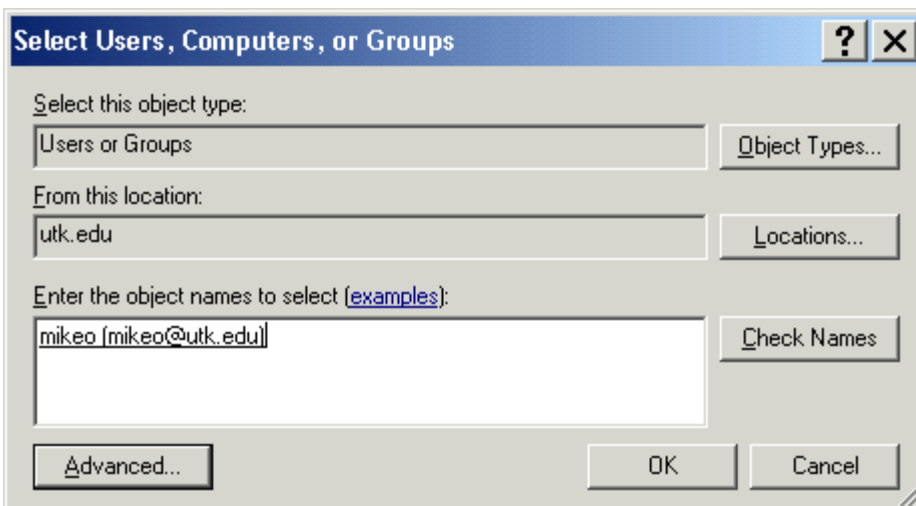 Select Users, Computers, or Groups
?
Select this object type:
Users or Groups
Object Types...
From this location:
utk.edu
Locations...
Enter the object names to select (examples):
mikeo (mikeo@utk.edu)
Check Names
Advanced...
OK
Cancel